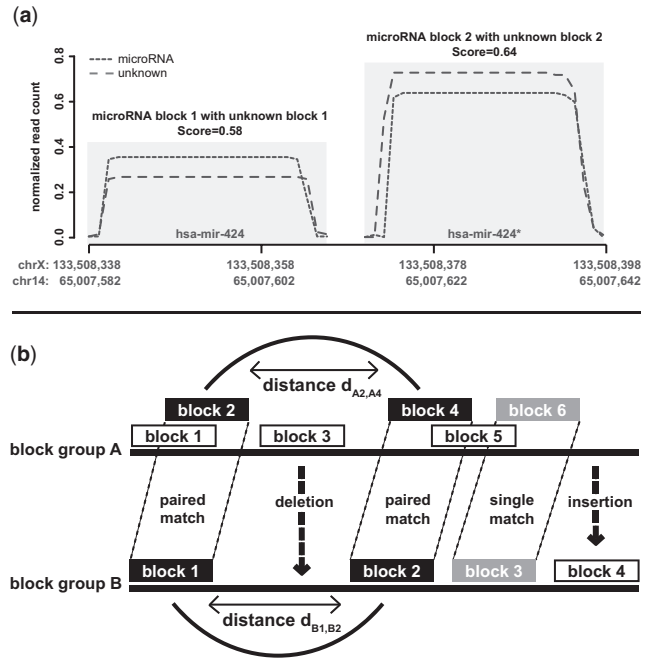 (a)
microRNA block 2 with unknown block 2
Score=0.64
0.8
microRNA
unknown
0.6
microRNA block 1 with unknown block 1
Score=0.58
normalized read count
0.4
0.2
0.0
hsa-mir-424
hsa-mir-424*
chrX: 133,508,338 133,508,358 133,508,378 133,508,398
chr14: 65,007,582 65,007,602 65,007,622 65,007,642
(b)
distance dA2,A4
block 2
block 4
block 6
block 1
block 3
block 5
block group A
paired match
deletion
paired match
single match
insertion
block 1
block 2
block 3
block 4
block group B
distance dB1,B2